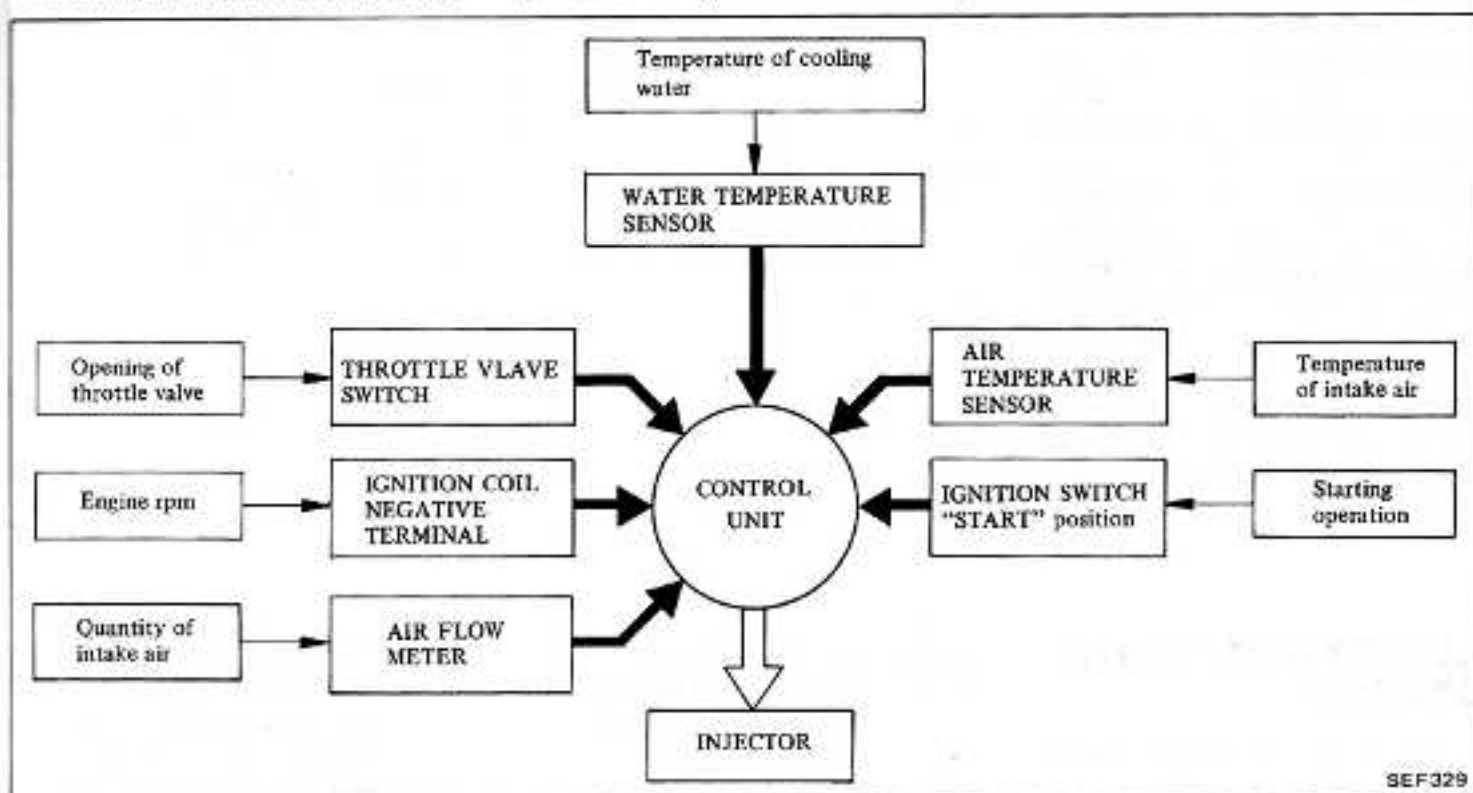 Temperature of cooling
water
WATER TEMPERATURE
SENSOR
Opening of
throttle valve
THROTTLE VLAVE
SWITCH
AIR
TEMPERATURE
SENSOR
Temperature
of intake air
Engine rpm
IGNITION COIL
NEGATIVE
TERMINAL
CONTROL
UNIT
IGNITION SWITCH
"START" position
Starting
operation
Quantity of
intake air
AIR FLOW
METER
INJECTOR
SEF329